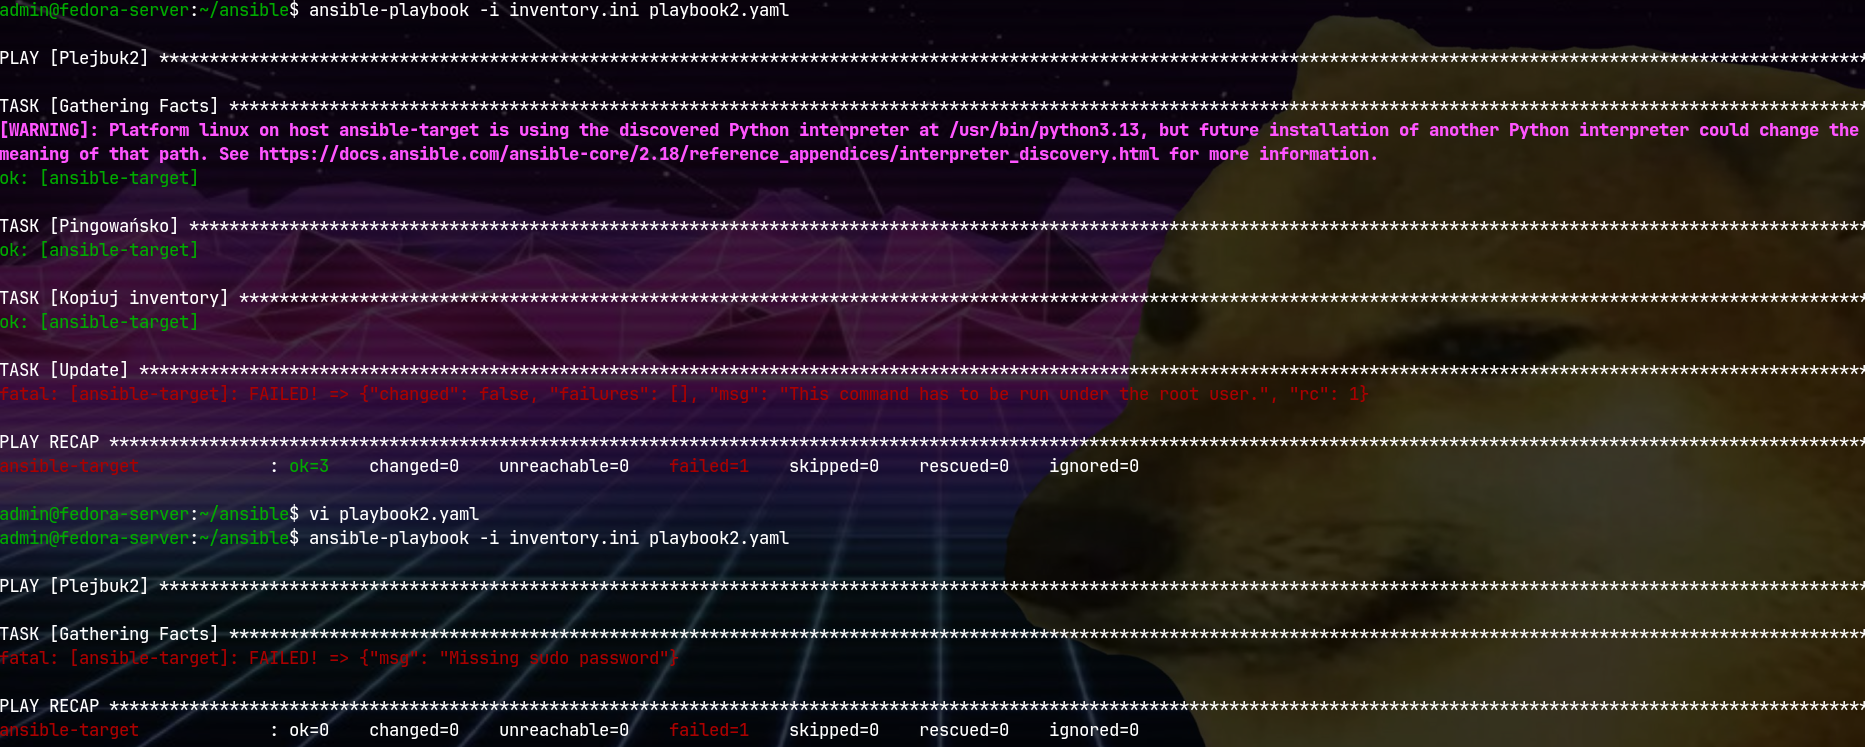 admin@fedora-server:~/ansible$ ansible-playbook -i inventory.ini playbook2.yaml
PLAY [Plejbuk2] ***************************************************************************************************************************************************************************
TASK [Gathering Facts] ********************************************************************************************************************************************************************
[WARNING]: Platform linux on host ansible-target is using the discovered Python interpreter at /usr/bin/python3.13, but future installation of another Python interpreter could change the
meaning of that path. See https://docs.ansible.com/ansible-core/2.18/reference_appendices/interpreter_discovery.html for more information.
ok: [ansible-target]
TASK [Pingowańsko] ************************************************************************************************************************************************************************
ok: [ansible-target]
TASK [Kopiuj inventory] *******************************************************************************************************************************************************************
ok: [ansible-target]
TASK [Update] *****************************************************************************************************************************************************************************
fatal: [ansible-target]: FAILED! => {"changed": false, "failures": [], "msg": "This command has to be run under the root user.", "rc": 1}
PLAY RECAP ********************************************************************************************************************************************************************************
ansible-target             : ok=3    changed=0    unreachable=0    failed=1    skipped=0    rescued=0    ignored=0
admin@fedora-server:~/ansible$ vi playbook2.yaml
admin@fedora-server:~/ansible$ ansible-playbook -i inventory.ini playbook2.yaml
PLAY [Plejbuk2] ***************************************************************************************************************************************************************************
TASK [Gathering Facts] ********************************************************************************************************************************************************************
fatal: [ansible-target]: FAILED! => {"msg": "Missing sudo password"}
PLAY RECAP ********************************************************************************************************************************************************************************
ansible-target             : ok=0    changed=0    unreachable=0    failed=1    skipped=0    rescued=0    ignored=0